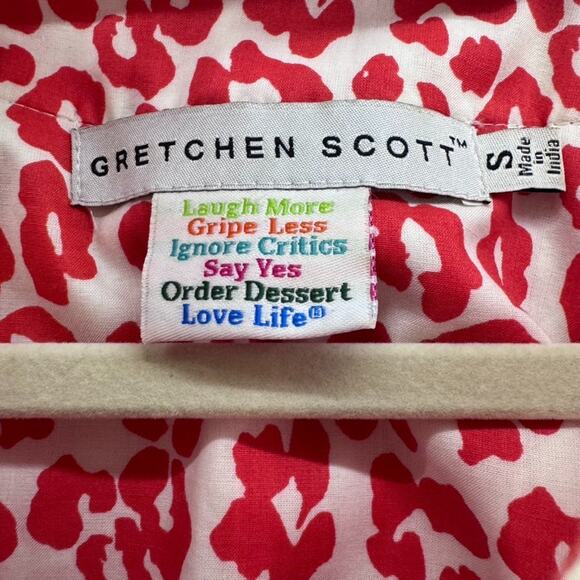 GRETCHEN SCOTT™
S
Made
in
India
Laugh More
Gripe Less
Ignore Critics
Say Yes
Order Dessert
Love Life®